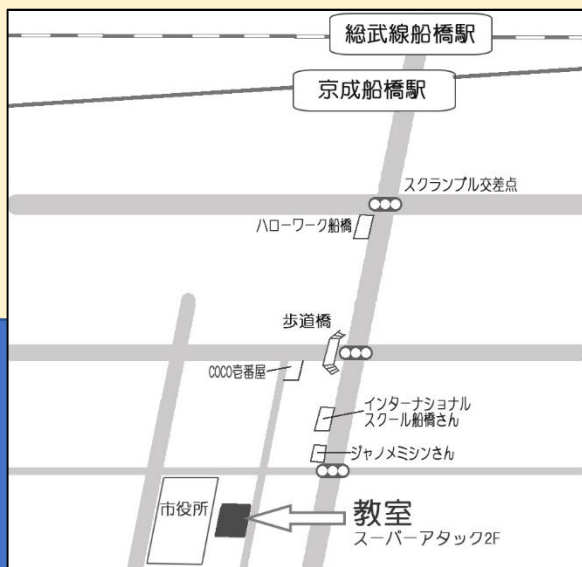 総武線船橋駅
京成船橋駅
スクランブル交差点
ハローワーク船橋
歩道橋
COCO壱番屋
インターナショナル
スクール船橋さん
ジャノメミシンさん
市役所
教室
スーパーアタック2F